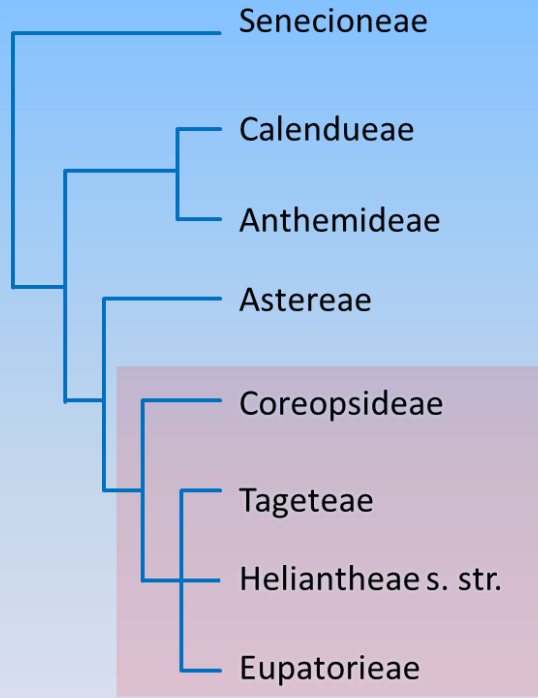 Senecioneae
Calendueae
Anthemideae
Astereae
Coreopsideae
Tageteae
Heliantheae s. str.
Eupatorieae